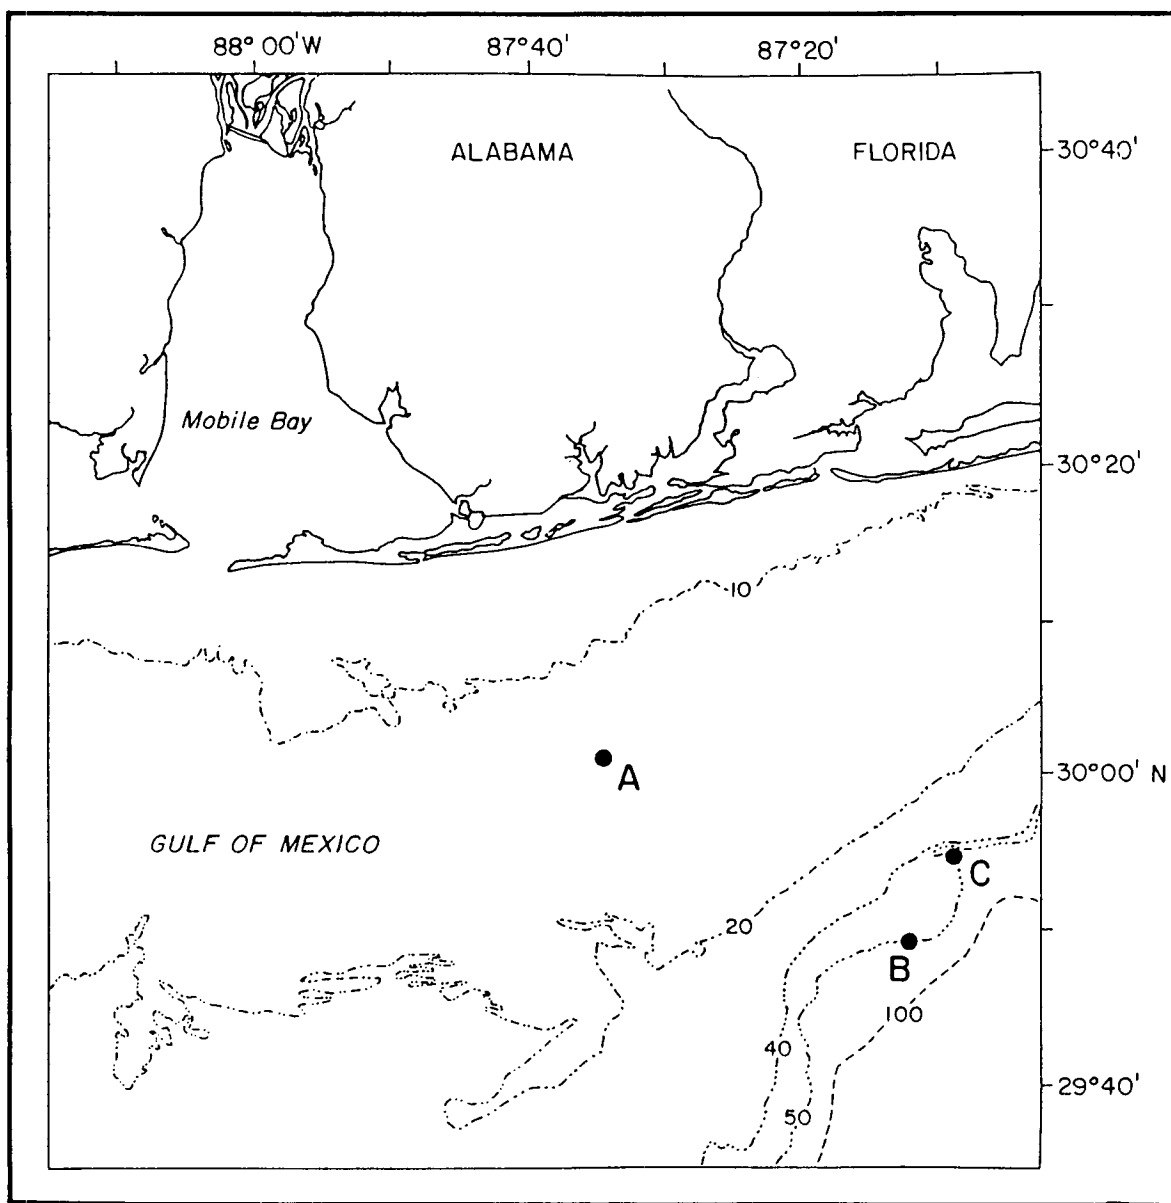 88°00'W
87°40'
87°20'
ALABAMA
FLORIDA
30°40'
Mobile Bay
30°20'
10
A
30°00' N
GULF OF MEXICO
C
20
B
100
40
29°40'
50